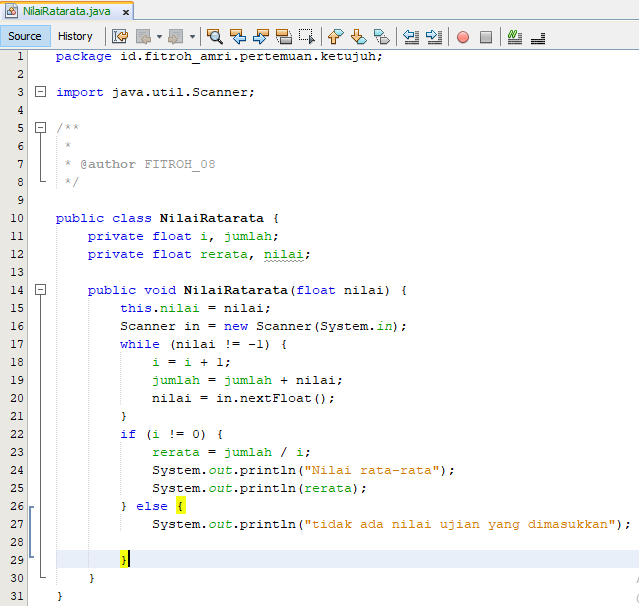 NilaiRatarata.java
Source History
1 package id.fitroh_amri.pertemuan.ketujuh;
2
3 import java.util.Scanner;
4
5 /**
6 *
7 * @author FITROH_08
8 */
9
10 public class NilaiRatarata {
11 private float i, jumlah;
12 private float rerata, nilai;
13
14 public void NilaiRatarata(float nilai) {
15 this.nilai = nilai;
16 Scanner in = new Scanner(System.in);
17 while (nilai != -1) {
18 i = i + 1;
19 jumlah = jumlah + nilai;
20 nilai = in.nextFloat();
21 }
22 if (i != 0) {
23 rerata = jumlah / i;
24 System.out.println("Nilai rata-rata");
25 System.out.println(rerata);
26 } else {
27 System.out.println("tidak ada nilai ujian yang dimasukkan");
28
29 }
30 }
31 }